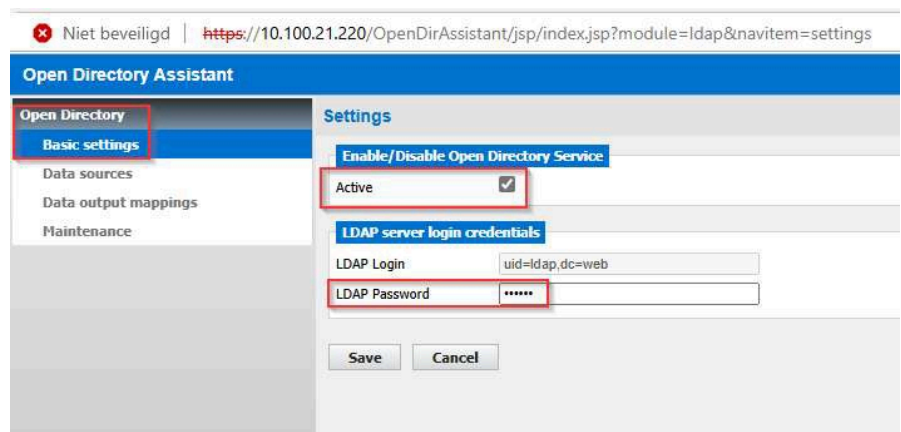 Niet beveiligd | https://10.100.21.220/OpenDirAssistant/jsp/index.jsp?module=ldap&navitem=settings
Open Directory Assistant
Open Directory
Basic settings
Data sources
Data output mappings
Maintenance
Settings
Enable/Disable Open Directory Service
Active
LDAP server login credentials
LDAP Login uid=ldap,dc=web
LDAP Password ••••••
Save Cancel